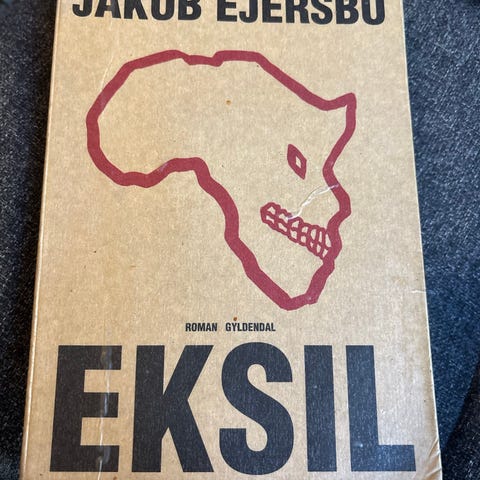 JAKOB EJERSBO
ROMAN GYLDENDAL
EKSIL